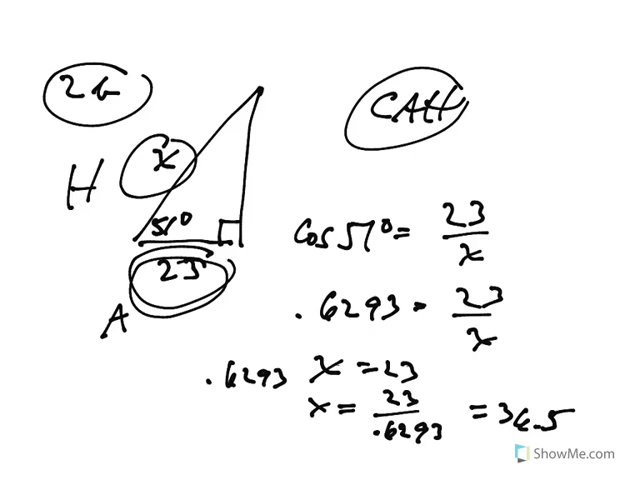 26
CAH
H
x
51°
23
A
cos 51° = 23/x
.6293 = 23/x
.6293 x = 23
x = 23/.6293 = 36.5
ShowMe.com